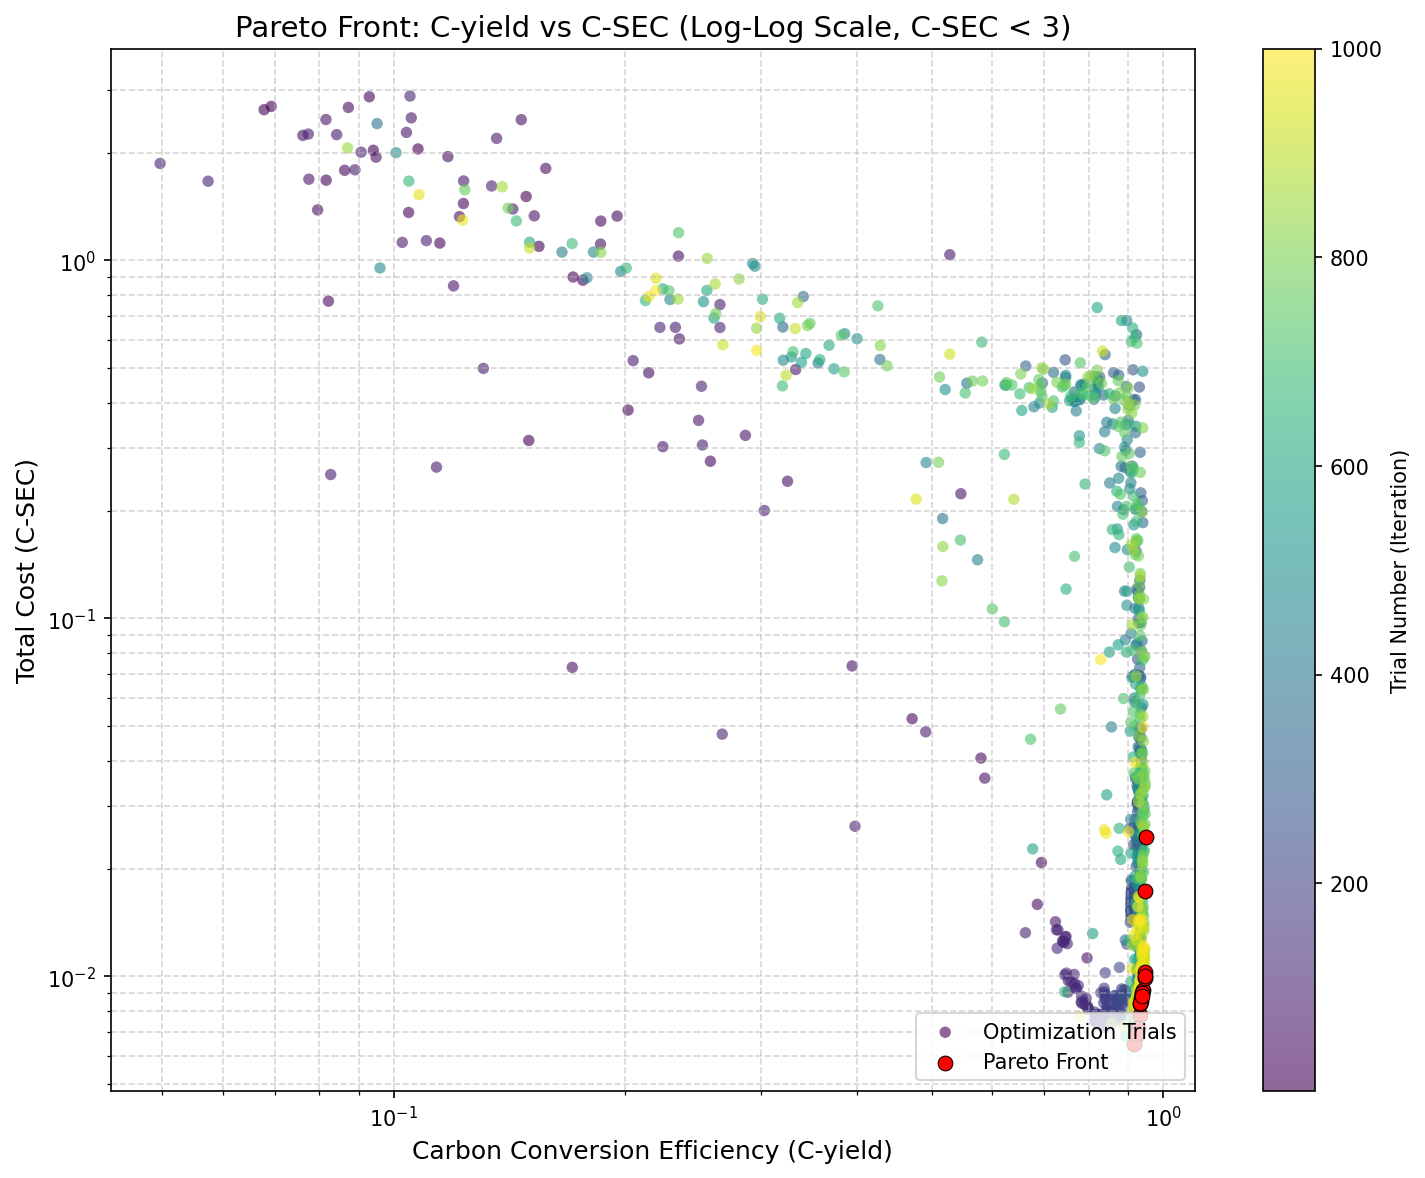 Pareto Front: C-yield vs C-SEC (Log-Log Scale, C-SEC < 3)
Total Cost (C-SEC)
10⁰
10⁻¹
10⁻²
10⁻¹
10⁰
Carbon Conversion Efficiency (C-yield)
Optimization Trials
Pareto Front
1000
800
600
400
200
Trial Number (Iteration)